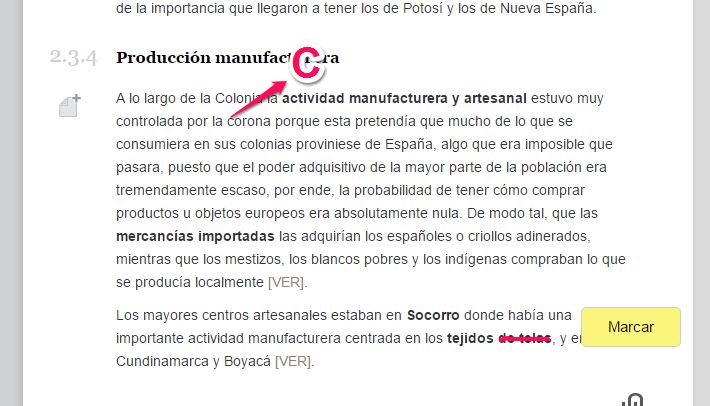 de la importancia que llegaron a tener los de Potosí y los de Nueva España.
2.3.4 Producción manufacturera
C
A lo largo de la Colonia la actividad manufacturera y artesanal estuvo muy
controlada por la corona porque esta pretendía que mucho de lo que se
consumiera en sus colonias proviniese de España, algo que era imposible que
pasara, puesto que el poder adquisitivo de la mayor parte de la población era
tremendamente escaso, por ende, la probabilidad de tener cómo comprar
productos u objetos europeos era absolutamente nula. De modo tal, que las
mercancías importadas las adquirían los españoles o criollos adinerados,
mientras que los mestizos, los blancos pobres y los indígenas compraban lo que
se producía localmente [VER].
Los mayores centros artesanales estaban en Socorro donde había una
importante actividad manufacturera centrada en los tejidos de telas, y en
Cundinamarca y Boyacá [VER].
Marcar